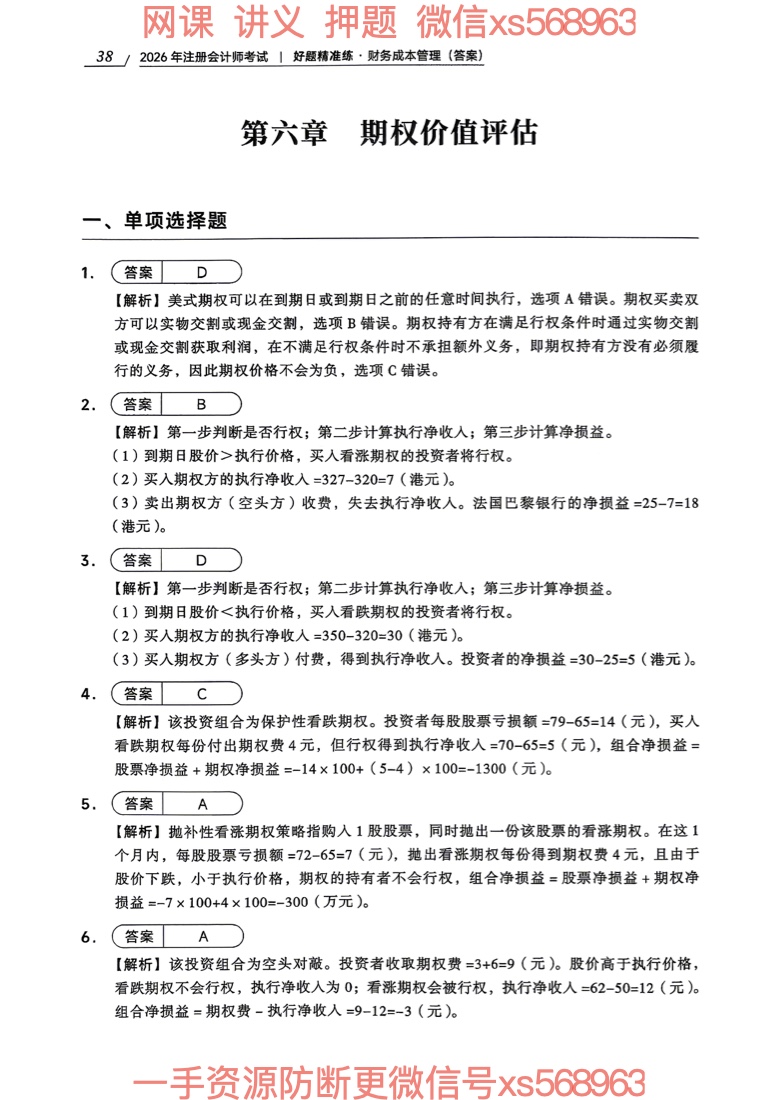 网课 讲义 押题 微信xs568963
38 / 2026年注册会计师考试 | 好题精准练·财务成本管理（答案）
第六章 期权价值评估
一、单项选择题
1. 答案 D
【解析】美式期权可以在到期日或到期日之前的任意时间执行，选项 A 错误。期权买卖双
方可以实物交割或现金交割，选项 B 错误。期权持有方在满足行权条件时通过实物交割
或现金交割获取利润，在不满足行权条件时不承担额外义务，即期权持有方没有必须履
行的义务，因此期权价格不会为负，选项 C 错误。
2. 答案 B
【解析】第一步判断是否行权；第二步计算执行净收入；第三步计算净损益。
（1）到期日股价＞执行价格，买入看涨期权的投资者将行权。
（2）买入期权方的执行净收入 =327-320=7（港元）。
（3）卖出期权方（空头方）收费，失去执行净收入。法国巴黎银行的净损益 =25-7=18
（港元）。
3. 答案 D
【解析】第一步判断是否行权；第二步计算执行净收入；第三步计算净损益。
（1）到期日股价＜执行价格，买入看跌期权的投资者将行权。
（2）买入期权方的执行净收入 =350-320=30（港元）。
（3）买入期权方（多头方）付费，得到执行净收入。投资者的净损益 =30-25=5（港元）。
4. 答案 C
【解析】该投资组合为保护性看跌期权。投资者每股股票亏损额 =79-65=14（元），买入
看跌期权每份付出期权费 4 元，但行权得到执行净收入 =70-65=5（元），组合净损益 =
股票净损益 + 期权净损益 =-14×100+（5-4）×100=-1300（元）。
5. 答案 A
【解析】抛补性看涨期权策略指购入 1 股股票，同时抛出一份该股票的看涨期权。在这 1
个月内，每股股票亏损额 =72-65=7（元），抛出看涨期权每份得到期权费 4 元，且由于
股价下跌，小于执行价格，期权的持有者不会行权，组合净损益 = 股票净损益 + 期权净
损益 =-7×100+4×100=-300（万元）。
6. 答案 A
【解析】该投资组合为空头对敲。投资者收取期权费 =3+6=9（元）。股价高于执行价格，
看跌期权不会行权，执行净收入为 0；看涨期权会被行权，执行净收入 =62-50=12（元）。
组合净损益 = 期权费 - 执行净收入 =9-12=-3（元）。
一手资源防断更微信号xs568963